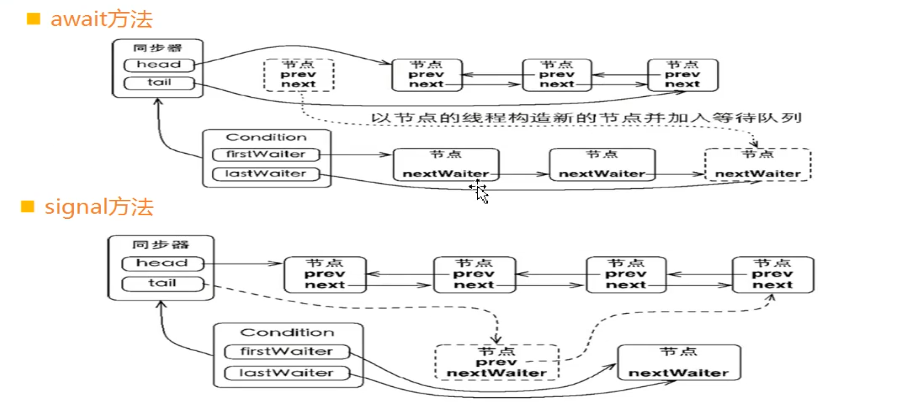 await方法
同步器
head
tail
节点
prev
next
节点
prev
next
节点
prev
next
节点
prev
next
以节点的线程构造新的节点并加入等待队列
Condition
firstWaiter
lastWaiter
节点
nextWaiter
节点
nextWaiter
节点
nextWaiter
signal方法
同步器
head
tail
节点
prev
next
节点
prev
next
节点
prev
next
节点
prev
next
Condition
firstWaiter
lastWaiter
节点
prev
nextWaiter
节点
nextWaiter